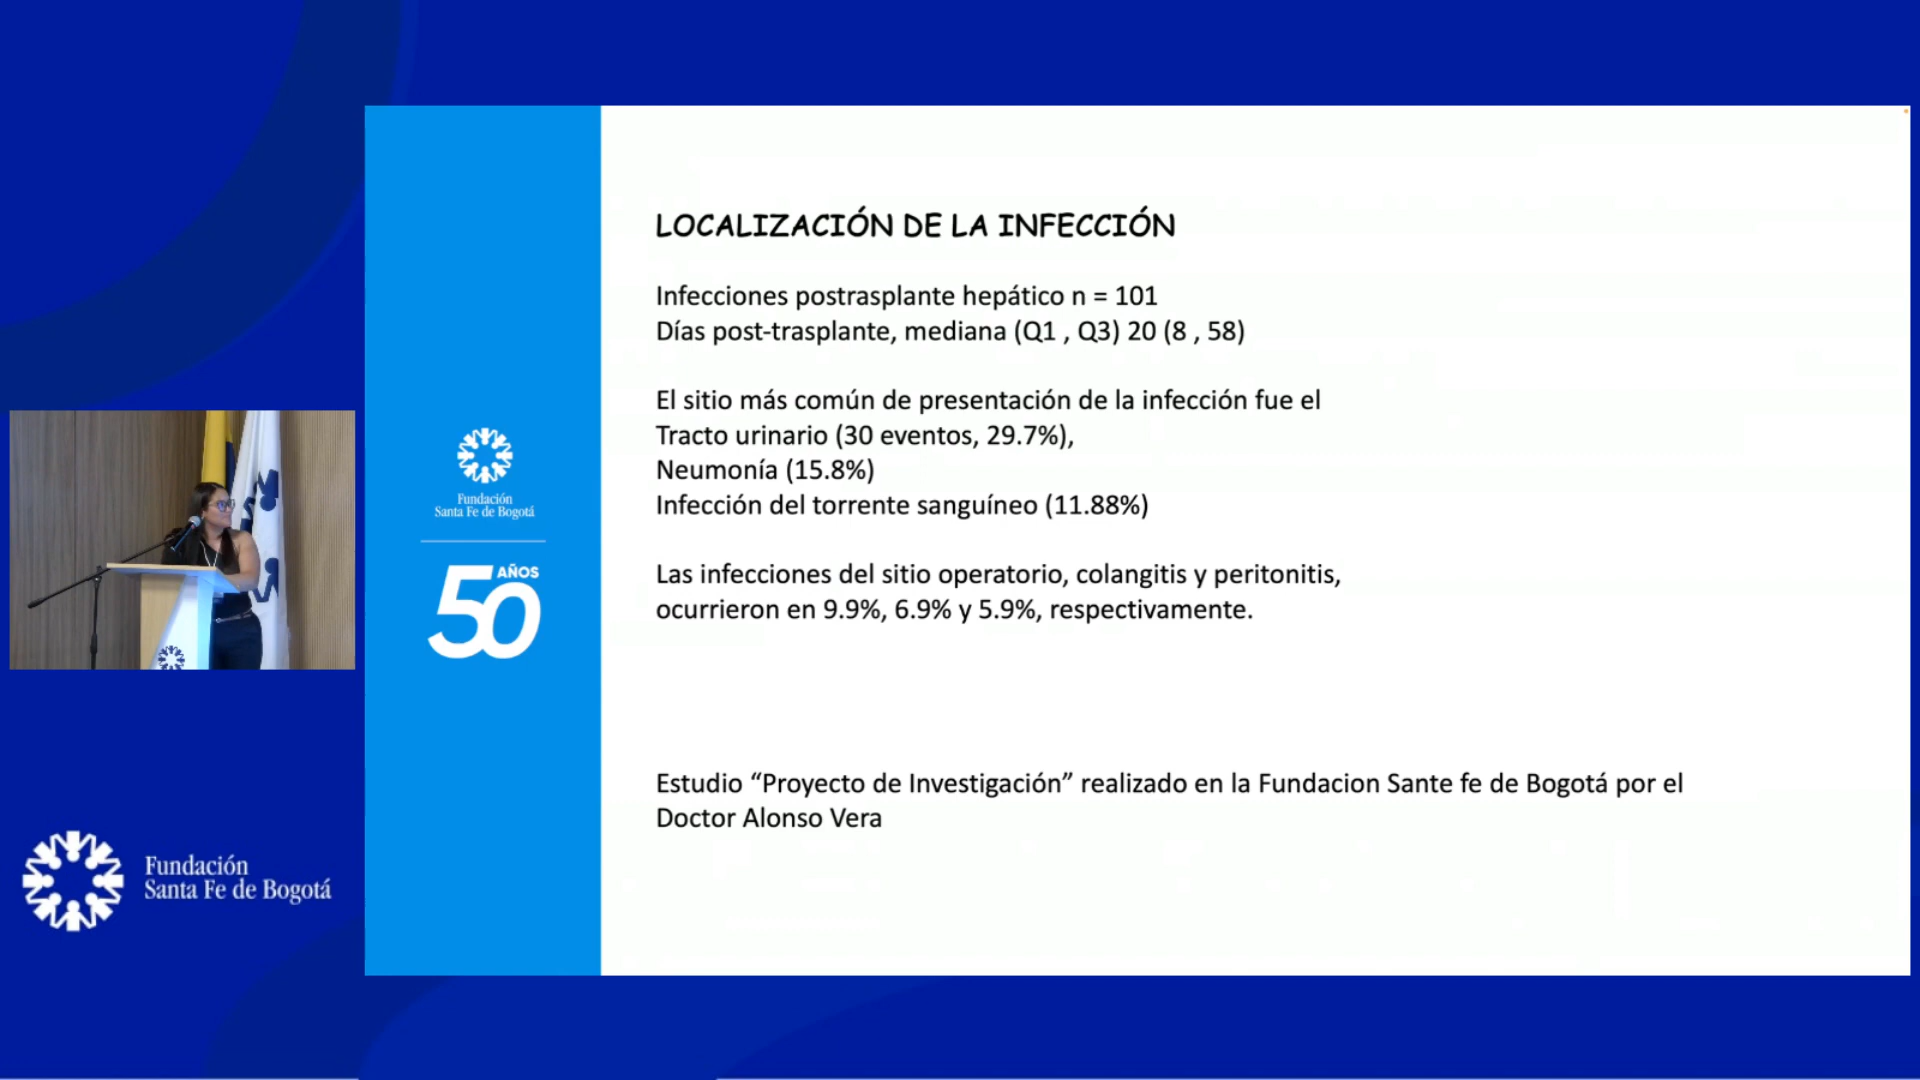 LOCALIZACIÓN DE LA INFECCIÓN
Infecciones postrasplante hepático n = 101
Días post-trasplante, mediana (Q1 , Q3) 20 (8 , 58)
El sitio más común de presentación de la infección fue el
Tracto urinario (30 eventos, 29.7%),
Neumonía (15.8%)
Infección del torrente sanguíneo (11.88%)
Las infecciones del sitio operatorio, colangitis y peritonitis,
ocurrieron en 9.9%, 6.9% y 5.9%, respectivamente.
Estudio “Proyecto de Investigación” realizado en la Fundacion Sante fe de Bogotá por el
Doctor Alonso Vera
Fundación
Santa Fe de Bogotá
50 AÑOS
Fundación
Santa Fe de Bogotá